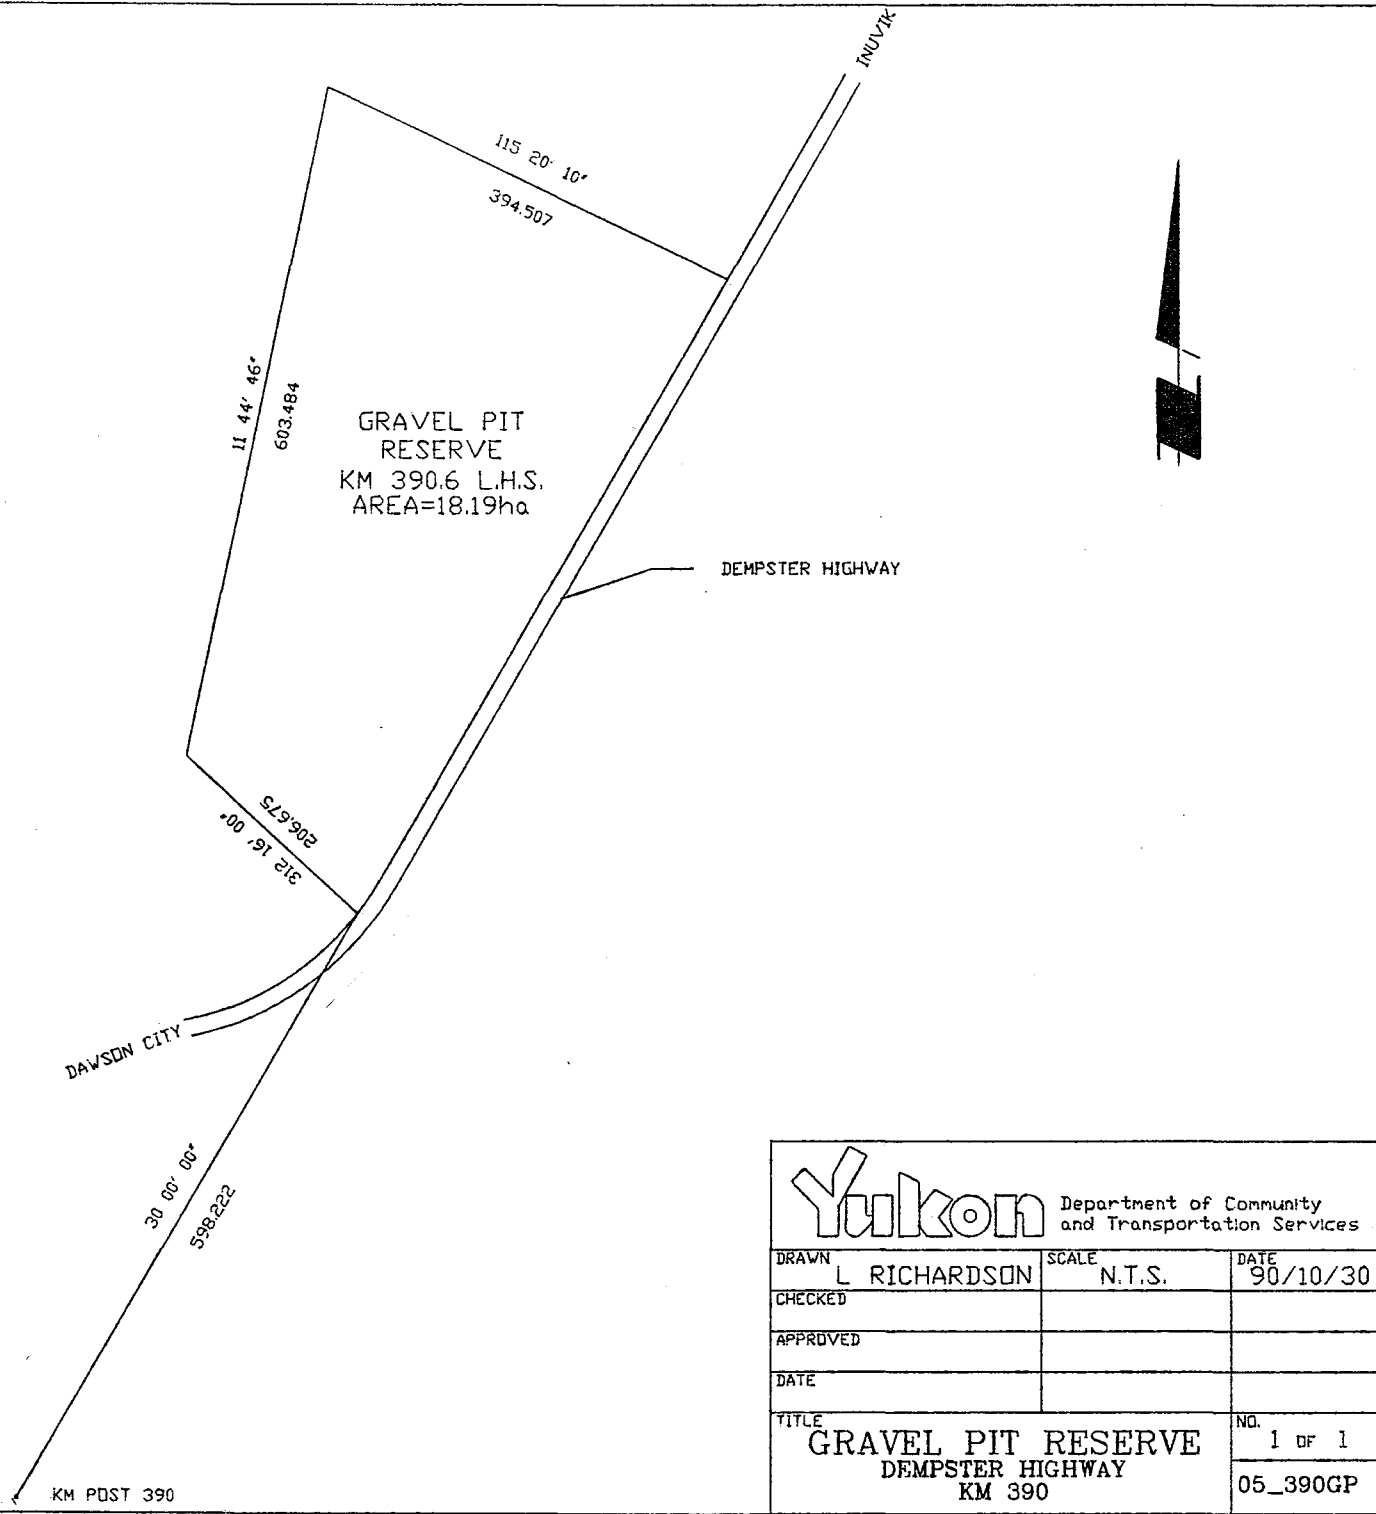 INUVIK
115 20' 10"
394.507
11 44' 46"
603.484
GRAVEL PIT
RESERVE
KM 390.6 L.H.S.
AREA=18.19ha
DEMPSTER HIGHWAY
206.675
312 16' 00"
DAWSON CITY
30 00' 00"
598.222
KM POST 390
Yukon
Department of Community
and Transportation Services
DRAWN L RICHARDSON
SCALE N.T.S.
DATE 90/10/30
CHECKED
APPROVED
DATE
TITLE
GRAVEL PIT RESERVE
DEMPSTER HIGHWAY
KM 390
NO.
1 OF 1
05_390GP